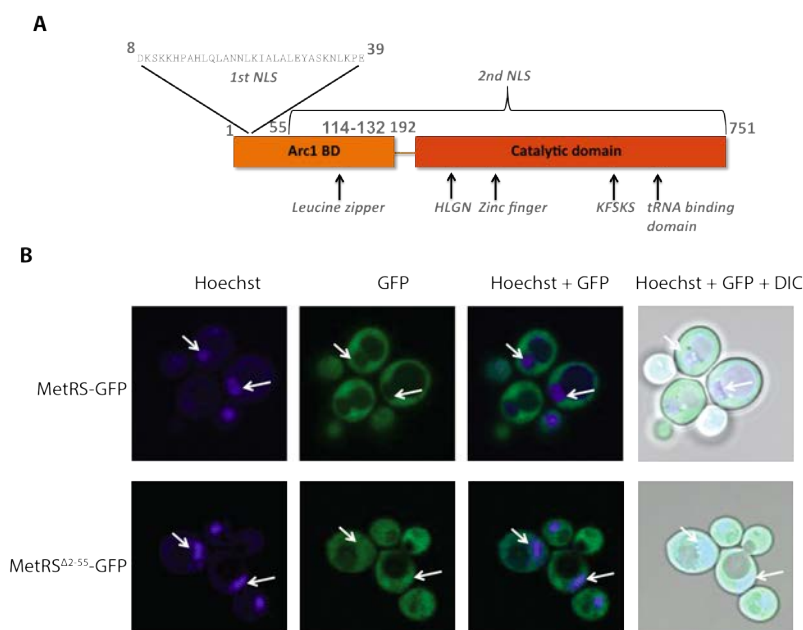 A
8 DKSKKHPAHLQLANNLKIALALEYASKNLKPE 39
1st NLS
2nd NLS
1 55 114-132 192 751
Arc1 BD Catalytic domain
Leucine zipper HLGN Zinc finger KFSKS tRNA binding
domain
B
Hoechst GFP Hoechst + GFP Hoechst + GFP + DIC
MetRS-GFP
MetRSΔ2-55-GFP